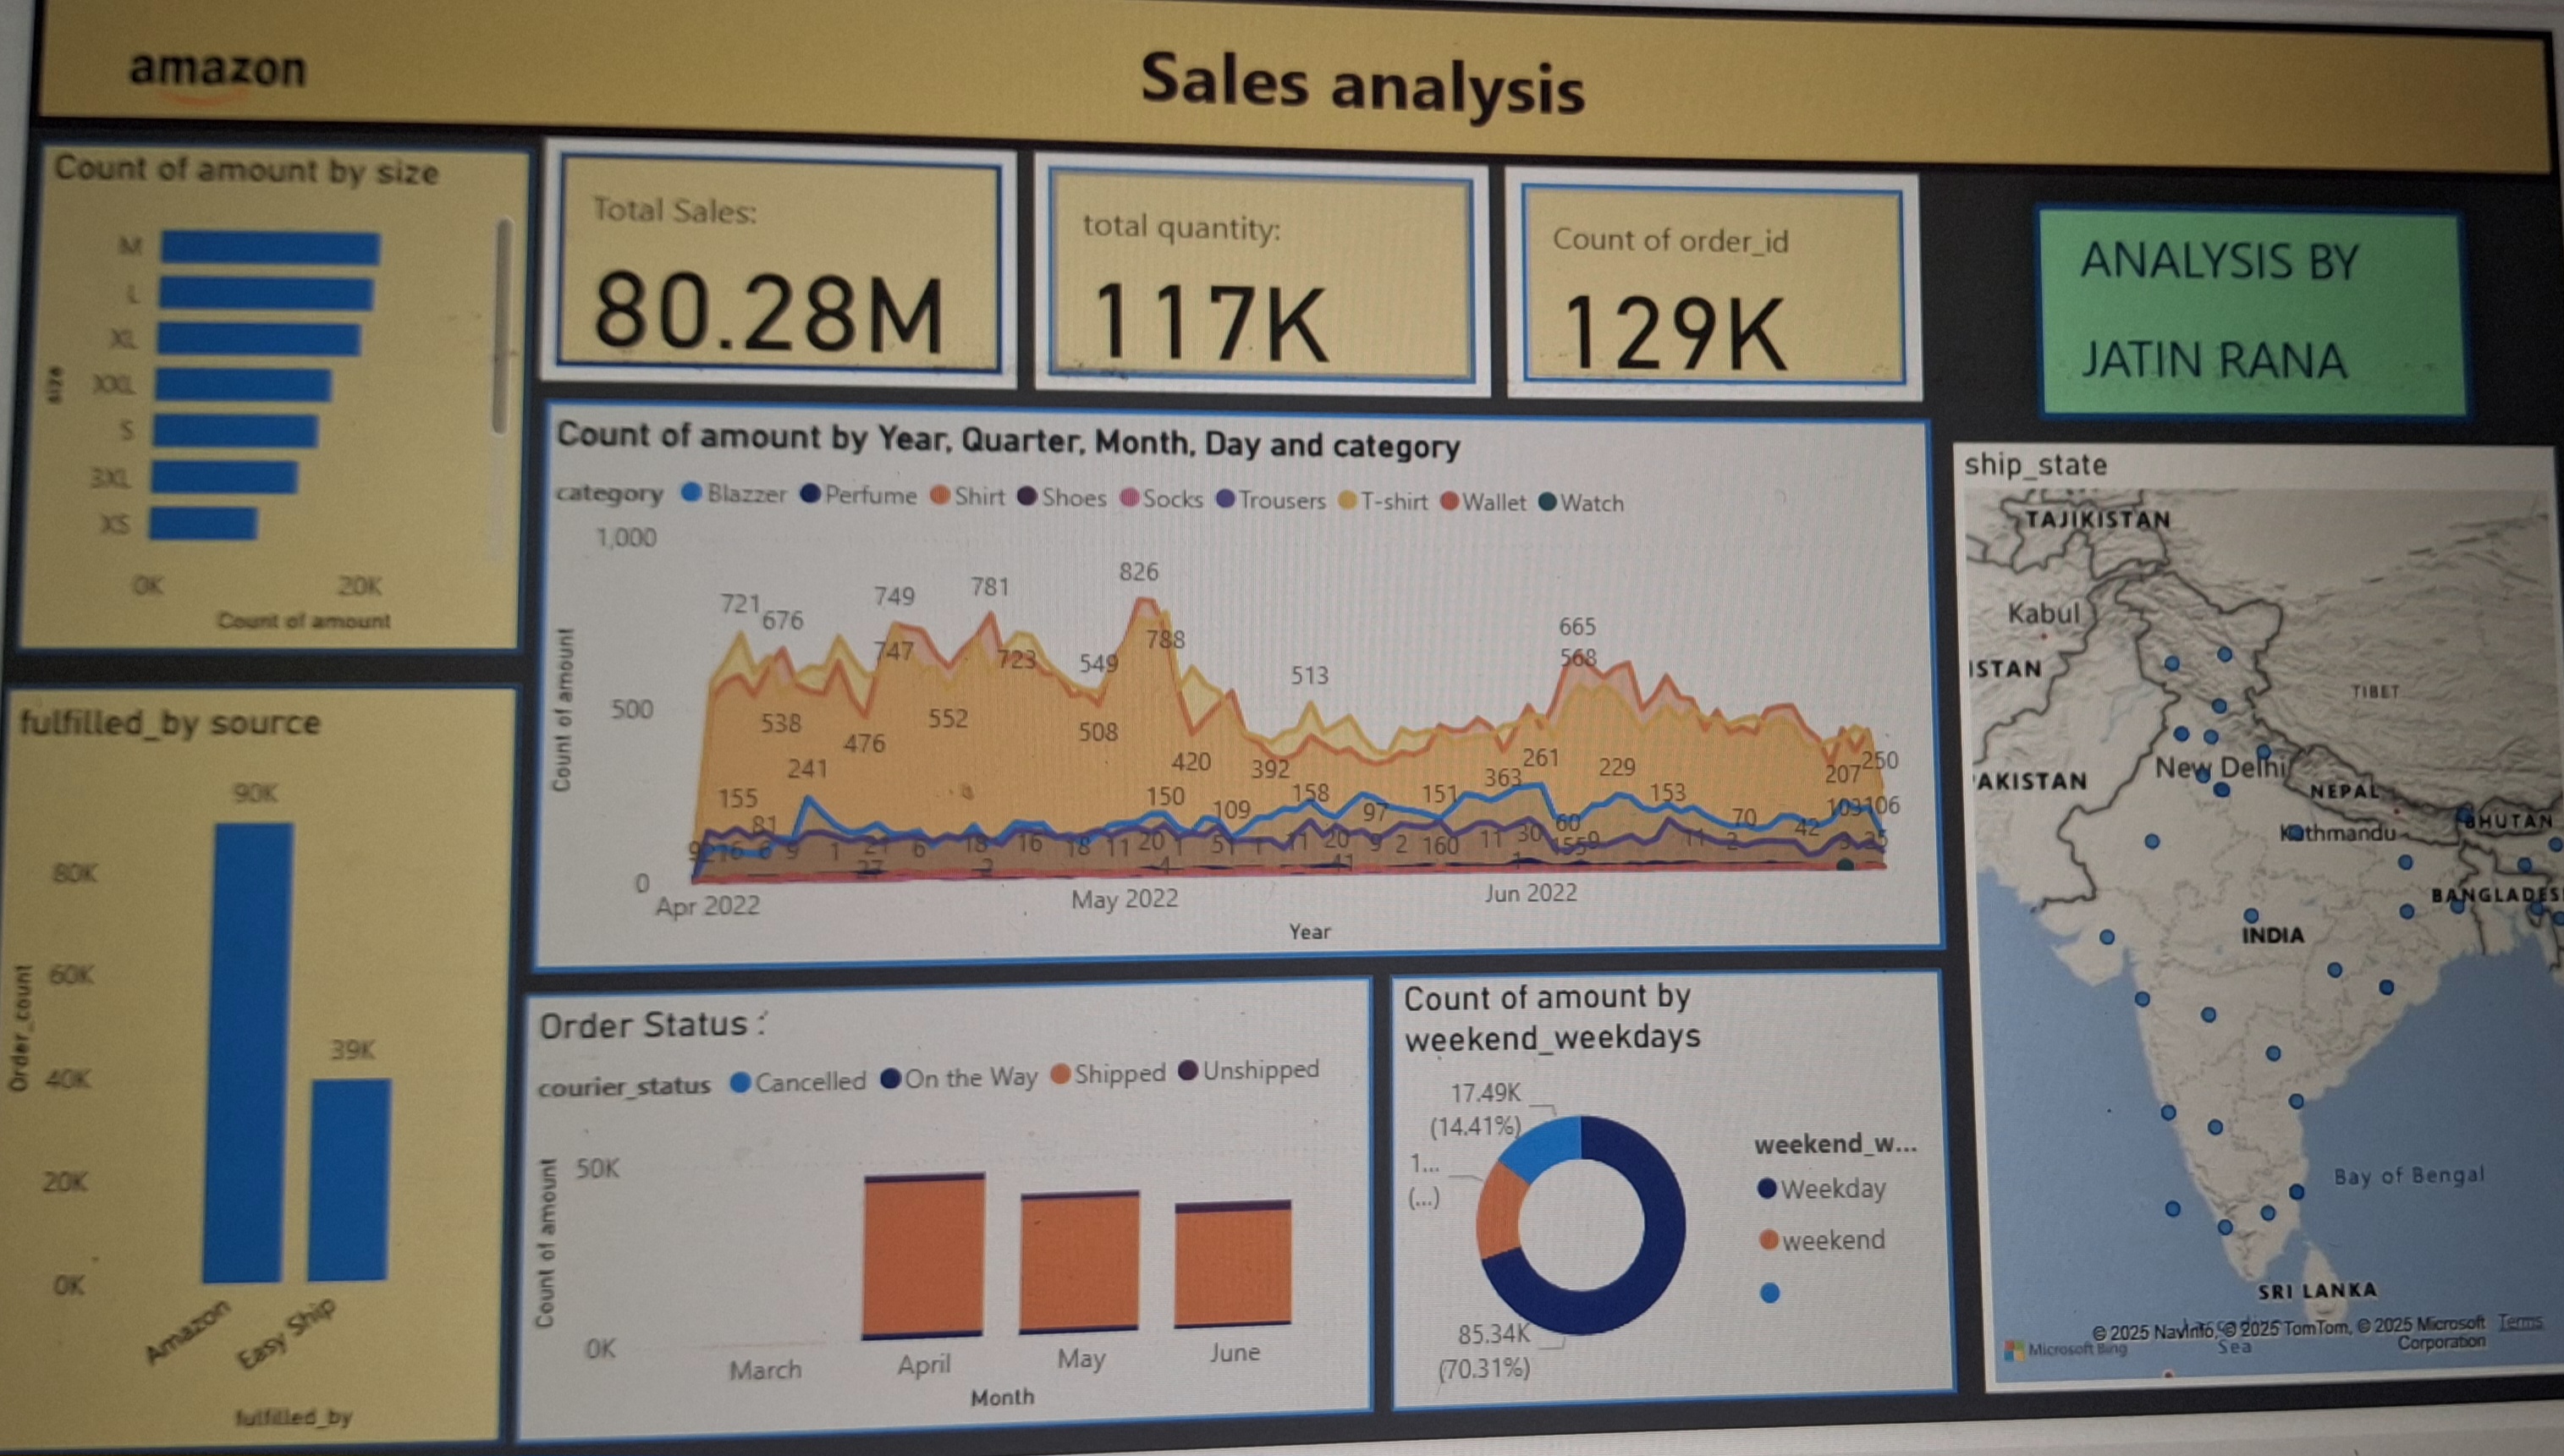 amazon
Sales analysis
Count of amount by size
size
M
L
XL
XXL
S
3XL
XS
0K
20K
Count of amount
Total Sales:
80.28M
total quantity:
117K
Count of order_id
129K
ANALYSIS BY
JATIN RANA
fulfilled_by source
Order_count
90K
39K
80K
60K
40K
20K
0K
Amazon
Easy Ship
fulfilled_by
Count of amount by Year, Quarter, Month, Day and category
category Blazzer Perfume Shirt Shoes Socks Trousers T-shirt Wallet Watch
Count of amount
1,000
500
0
721
676
749
781
826
747
723
549
788
513
665
568
538
476
552
508
420
392
241
261
363
229
207
250
155
81
150
109
158
97
151
153
60
70
42
103
106
6
9
1
21
27
6
18
2
16
18
11
20
1
4
51
1
11
20
41
9
2
160
11
30
1
11
2
Apr 2022
May 2022
Jun 2022
Year
Order Status :
courier_status Cancelled On the Way Shipped Unshipped
Count of amount
50K
0K
March
April
May
June
Month
Count of amount by
weekend_weekdays
17.49K
(14.41%)
1...
(...)
85.34K
(70.31%)
weekend_w...
Weekday
weekend
ship_state
TAJIKISTAN
Kabul
ISTAN
TIBET
AKISTAN
New Delhi
NEPAL
Kathmandu
BHUTAN
BANGLADES
INDIA
Bay of Bengal
SRI LANKA
© 2025 NavInfo, © 2025 TomTom, © 2025 Microsoft Corporation
Terms
Microsoft Bing
Sea